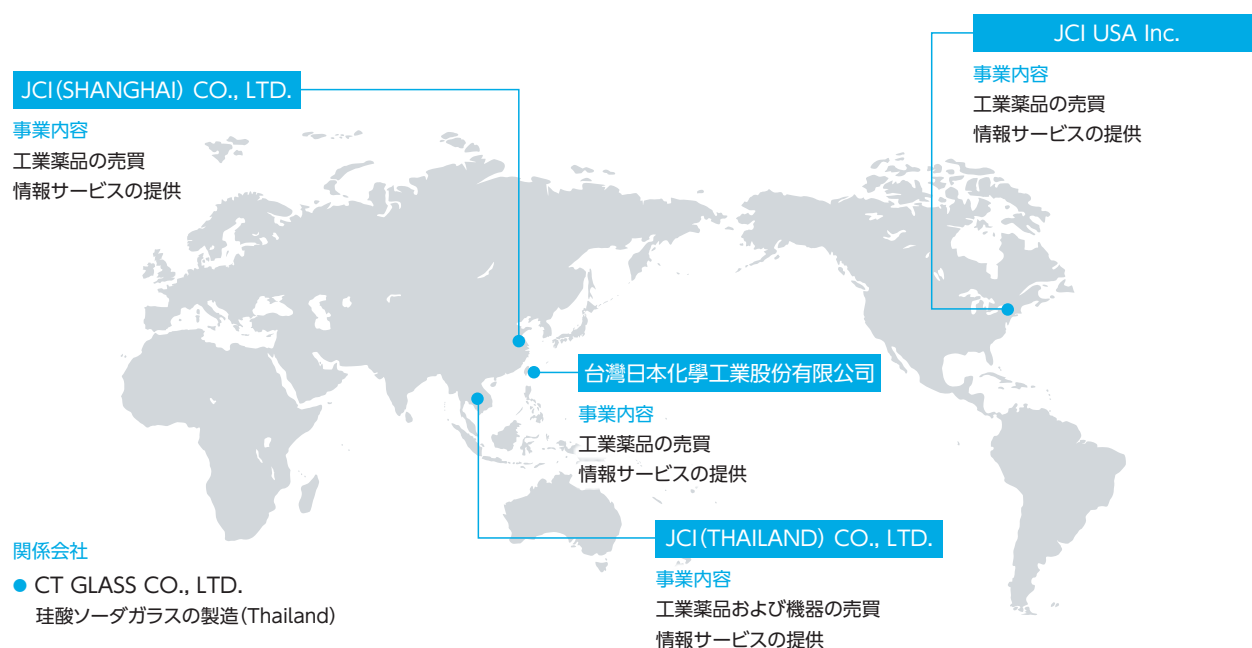 JCI USA Inc.
事業内容
工業薬品の売買
情報サービスの提供
JCI(SHANGHAI) CO., LTD.
事業内容
工業薬品の売買
情報サービスの提供
台灣日本化學工業股份有限公司
事業内容
工業薬品の売買
情報サービスの提供
JCI(THAILAND) CO., LTD.
事業内容
工業薬品および機器の売買
情報サービスの提供
関係会社
● CT GLASS CO., LTD.
珪酸ソーダガラスの製造(Thailand)